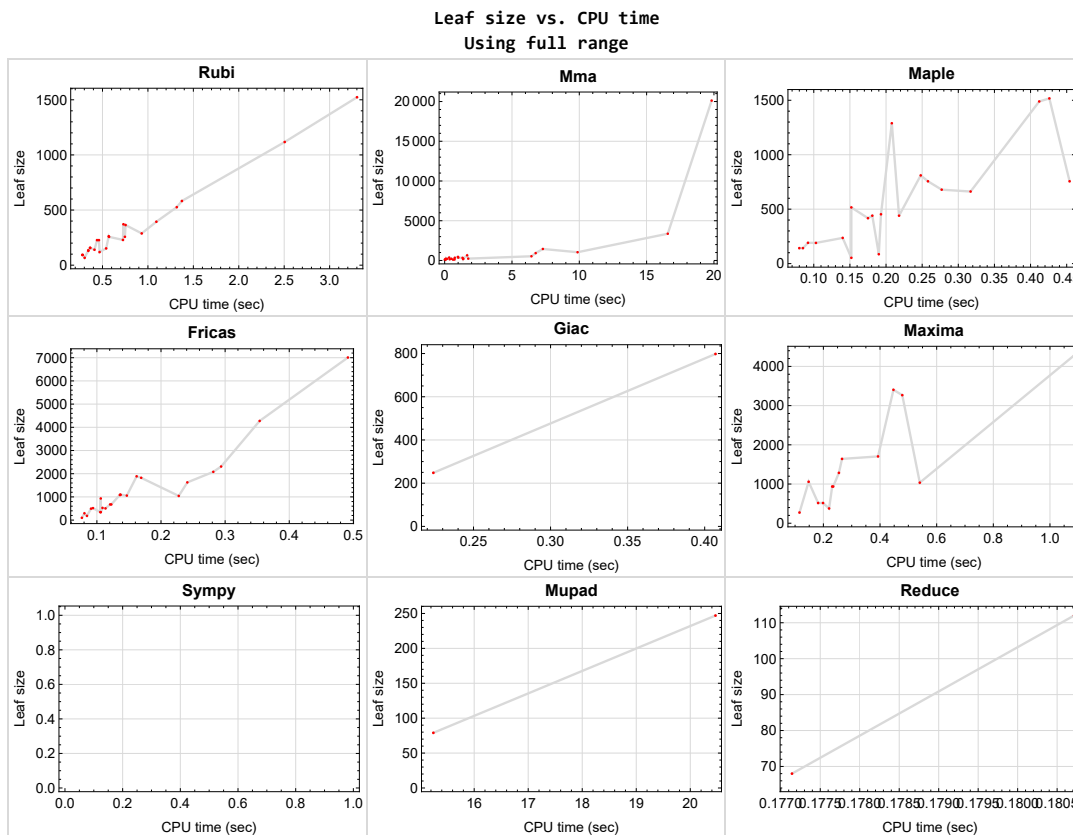 Leaf size vs. CPU time
Using full range
Rubi
1500
1000
500
0
Leaf size
0.5 1.0 1.5 2.0 2.5 3.0
CPU time (sec)
Mma
20 000
15 000
10 000
5000
0
Leaf size
0 5 10 15 20
CPU time (sec)
Maple
1500
1000
500
0
Leaf size
0.10 0.15 0.20 0.25 0.30 0.35 0.40 0.45
CPU time (sec)
Fricas
7000
6000
5000
4000
3000
2000
1000
0
Leaf size
0.1 0.2 0.3 0.4 0.5
CPU time (sec)
Giac
800
600
400
200
0
Leaf size
0.25 0.30 0.35 0.40
CPU time (sec)
Maxima
4000
3000
2000
1000
0
Leaf size
0.2 0.4 0.6 0.8 1.0
CPU time (sec)
Sympy
1.0
0.8
0.6
0.4
0.2
0.0
Leaf size
0.0 0.2 0.4 0.6 0.8 1.0
CPU time (sec)
Mupad
250
200
150
100
50
0
Leaf size
16 17 18 19 20
CPU time (sec)
Reduce
110
100
90
80
70
Leaf size
0.1770 0.1775 0.1780 0.1785 0.1790 0.1795 0.1800 0.1805
CPU time (sec)